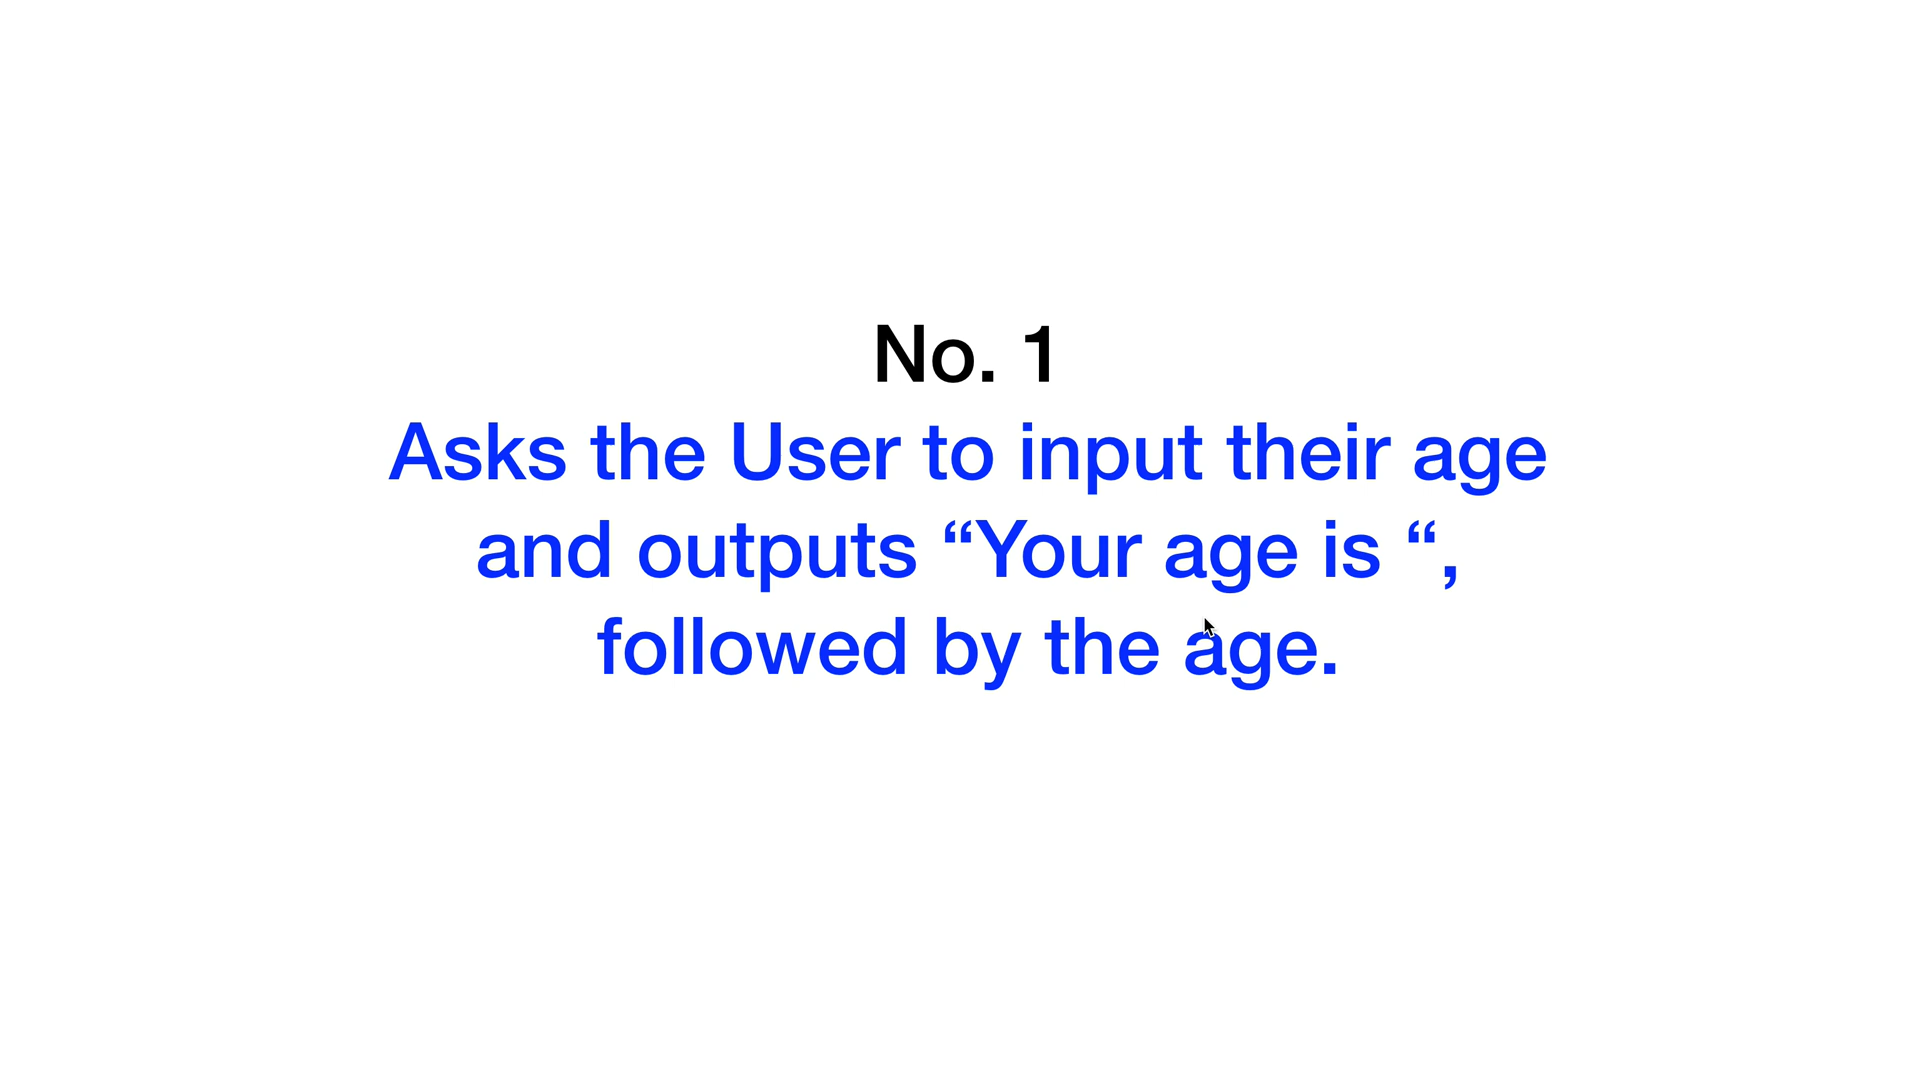 No. 1
Asks the User to input their age
and outputs “Your age is “,
followed by the age.